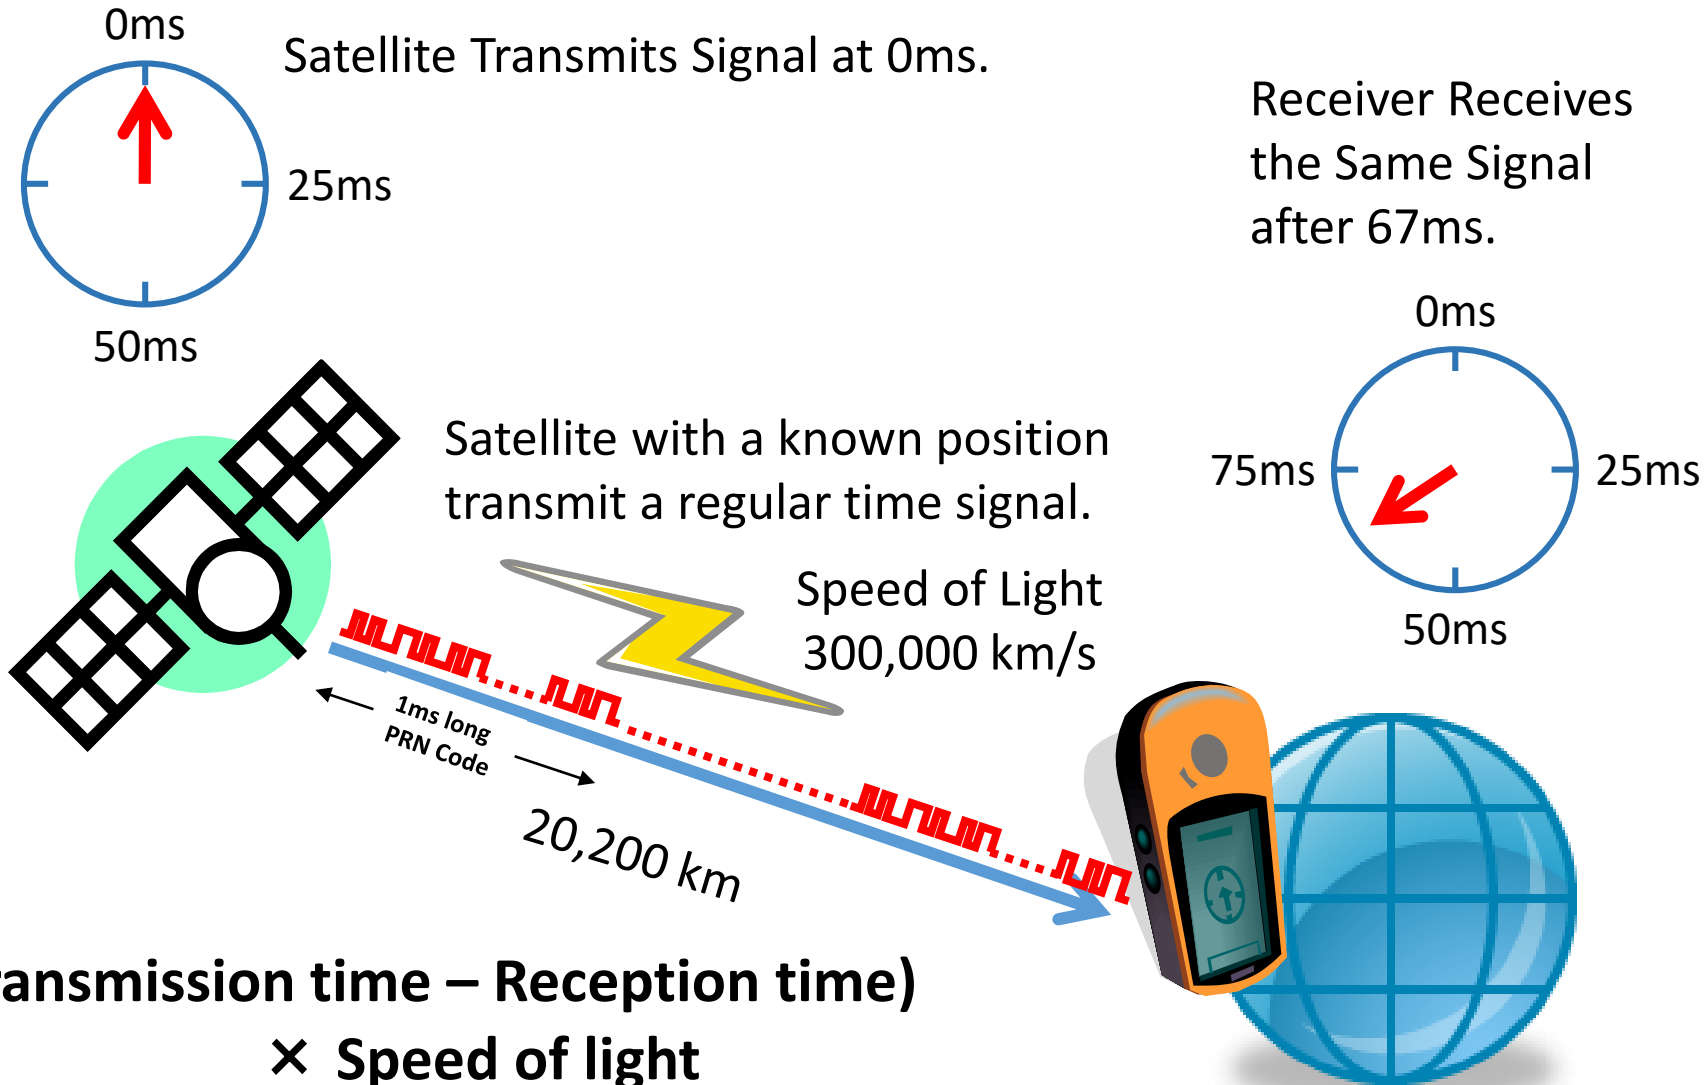 0ms
Satellite Transmits Signal at 0ms.
25ms
50ms
Receiver Receives
the Same Signal
after 67ms.
0ms
75ms
25ms
50ms
Satellite with a known position
transmit a regular time signal.
Speed of Light
300,000 km/s
1ms long
PRN Code
20,200 km
ansmission time – Reception time)
× Speed of light